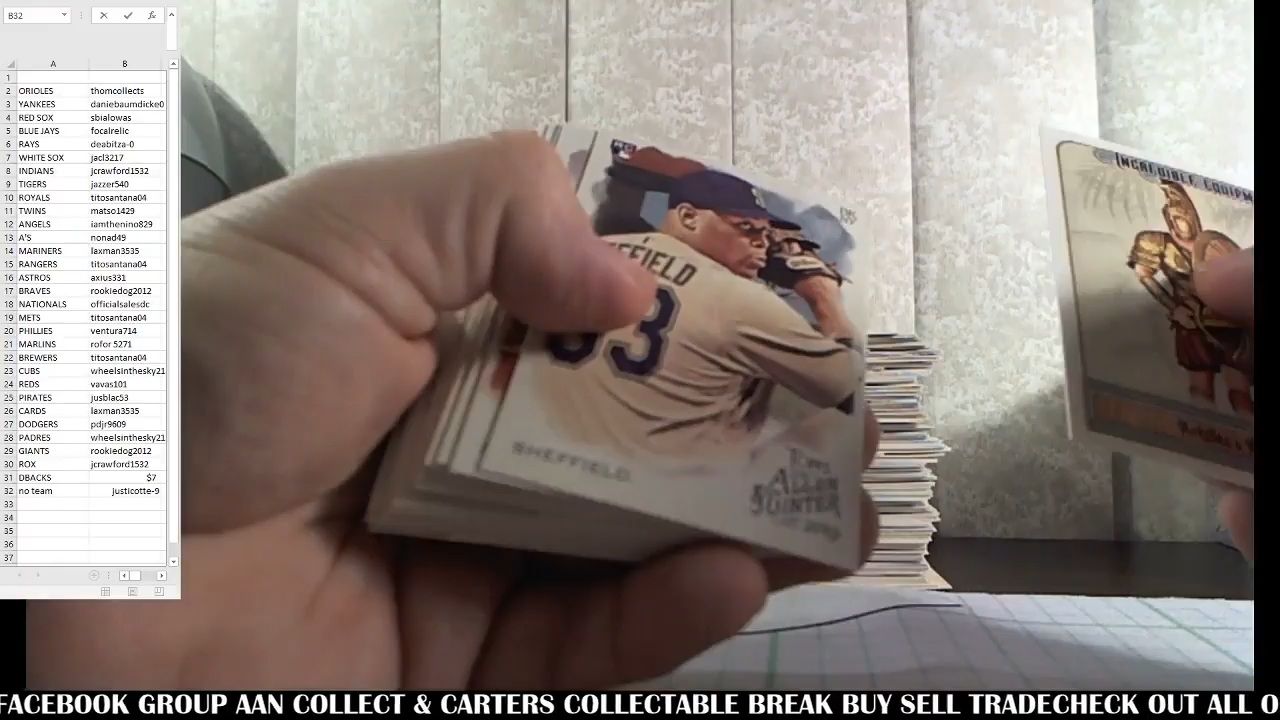 B32
fx
A B
1
2 ORIOLES thomcollects
3 YANKEES daniebaumdicke0
4 RED SOX sbialowas
5 BLUE JAYS focalrelic
6 RAYS deabitza-0
7 WHITE SOX jacl3217
8 INDIANS jcrawford1532
9 TIGERS jazzer540
10 ROYALS titosantana04
11 TWINS matso1429
12 ANGELS iamthenino829
13 A'S nonad49
14 MARINERS laxman3535
15 RANGERS titosantana04
16 ASTROS axius331
17 BRAVES rookiedog2012
18 NATIONALS officialsalesdc
19 METS titosantana04
20 PHILLIES ventura714
21 MARLINS rofor5271
22 BREWERS titosantana04
23 CUBS wheelsinthesky21
24 REDS vavas101
25 PIRATES jusblac53
26 CARDS laxman3535
27 DODGERS pdjr9609
28 PADRES wheelsinthesky21
29 GIANTS rookiedog2012
30 ROX jcrawford1532
31 DBACKS $7
32 no team justicotte-9
33
34
35
36
37
RC
EFFIELD
33
SHEFFIELD
INCREDIBLE EQUIPM
FACEBOOK GROUP AAN COLLECT & CARTERS COLLECTABLE BREAK BUY SELL TRADECHECK OUT ALL O